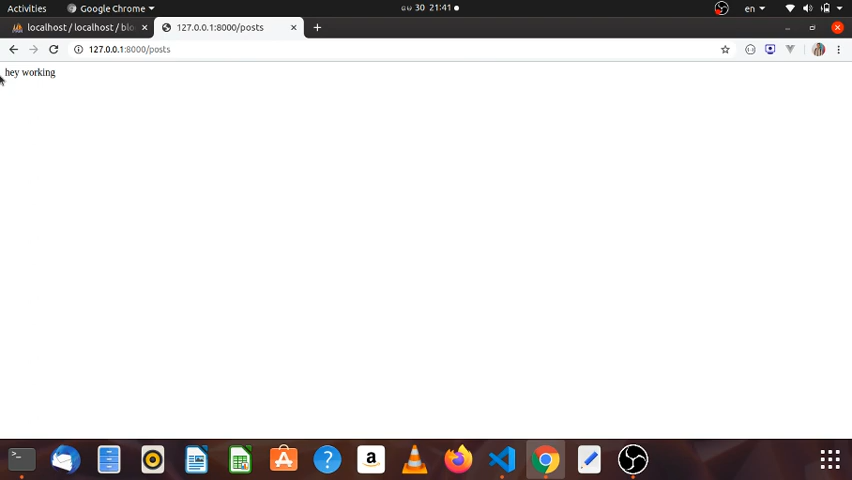 Activities
Google Chrome
30 21:41
en
localhost / localhost / blo
127.0.0.1:8000/posts
127.0.0.1:8000/posts
hey working